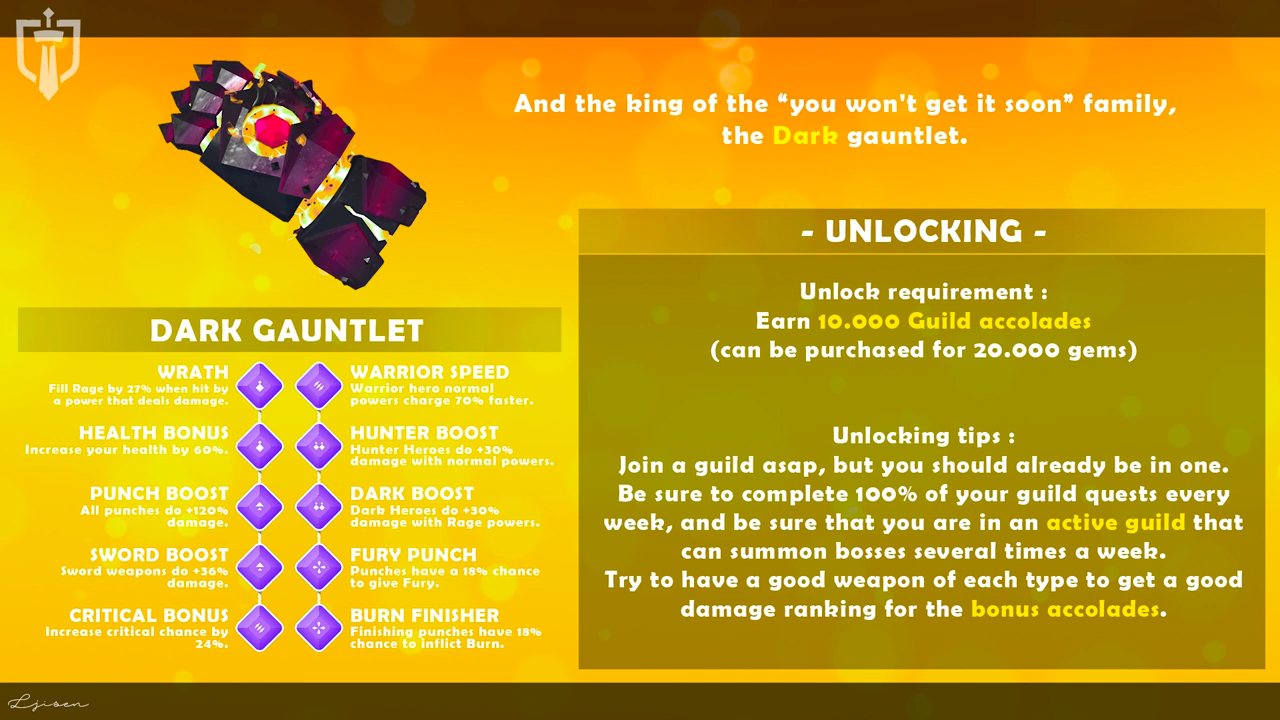 And the king of the “you won't get it soon” family,
the Dark gauntlet.
DARK GAUNTLET
WRATH
Fill Rage by 27% when hit by
a power that deals damage.
HEALTH BONUS
Increase your health by 60%.
PUNCH BOOST
All punches do +120%
damage.
SWORD BOOST
Sword weapons do +36%
damage.
CRITICAL BONUS
Increase critical chance by
24%.
WARRIOR SPEED
Warrior hero normal
powers charge 70% faster.
HUNTER BOOST
Hunter Heroes do +30%
damage with normal powers.
DARK BOOST
Dark Heroes do +30%
damage with Rage powers.
FURY PUNCH
Punches have a 18% chance
to give Fury.
BURN FINISHER
Finishing punches have 18%
chance to inflict Burn.
- UNLOCKING -
Unlock requirement :
Earn 10.000 Guild accolades
(can be purchased for 20.000 gems)
Unlocking tips :
Join a guild asap, but you should already be in one.
Be sure to complete 100% of your guild quests every
week, and be sure that you are in an active guild that
can summon bosses several times a week.
Try to have a good weapon of each type to get a good
damage ranking for the bonus accolades.